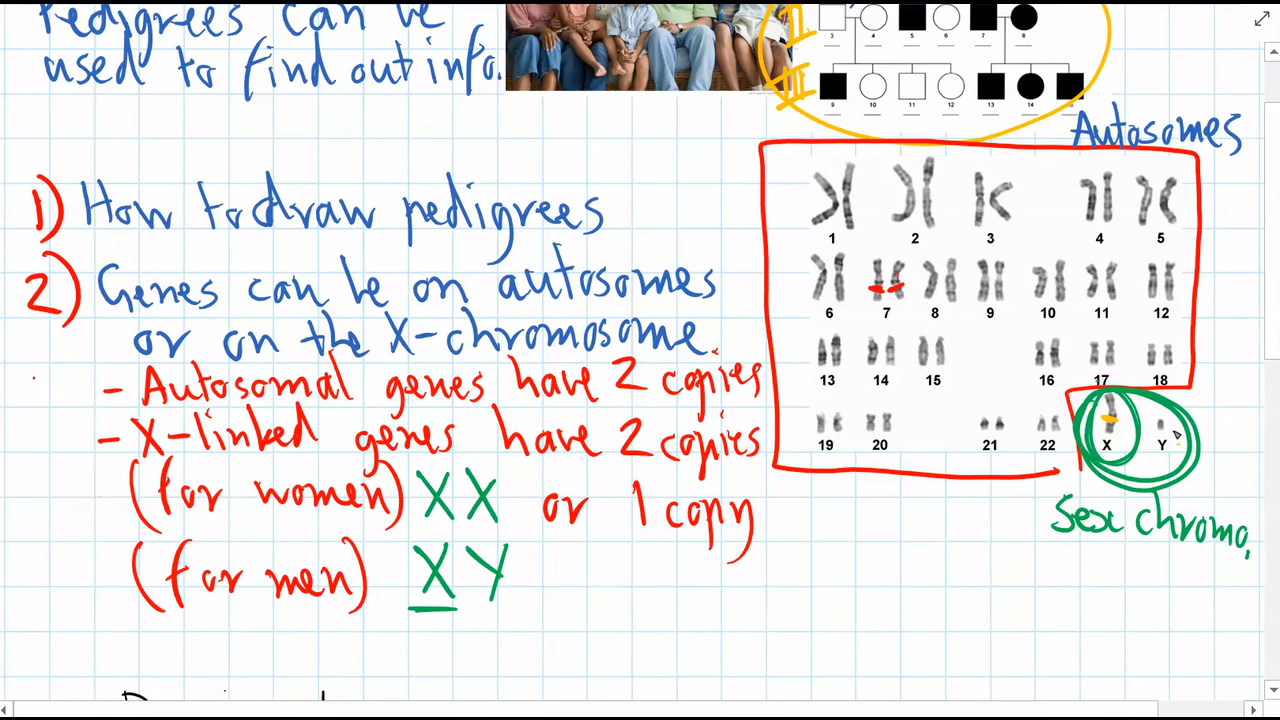 Pedigrees can be
used to find out info.
1) How to draw pedigrees
2) Genes can be on autosomes
or on the X-chromosome
- Autosomal genes have 2 copies
- X-linked genes have 2 copies
(for women) XX or 1 copy
(for men) XY
II
3 4 5 6 7 8
III
9 10 11 12 13 14
Autosomes
1 2 3 4 5
6 7 8 9 10 11 12
13 14 15 16 17 18
19 20 21 22 X Y
Sex chromo.